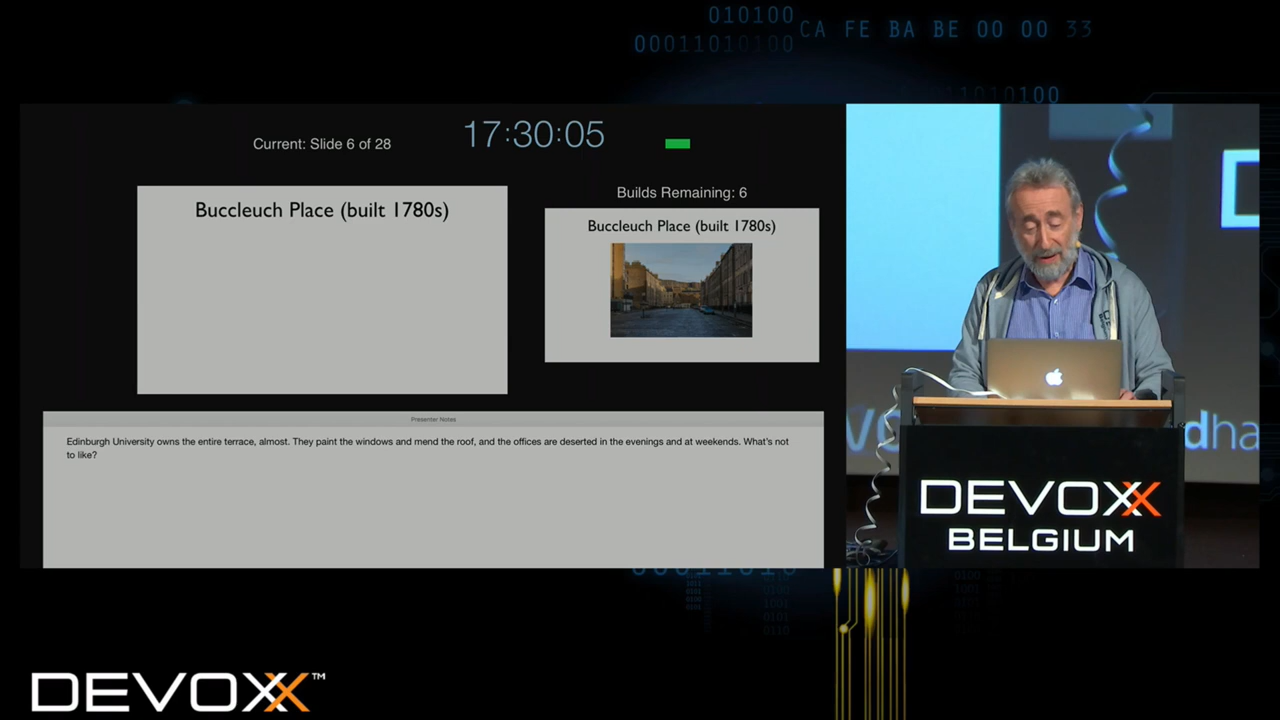 010100
00011010100
CA FE BA BE 00 00 33
1010100
Current: Slide 6 of 28
17:30:05
Builds Remaining: 6
Buccleuch Place (built 1780s)
Buccleuch Place (built 1780s)
Presenter Notes
Edinburgh University owns the entire terrace, almost. They paint the windows and mend the roof, and the offices are deserted in the evenings and at weekends. What's not
to like?
DEVOXX
BELGIUM
DEVOXX™